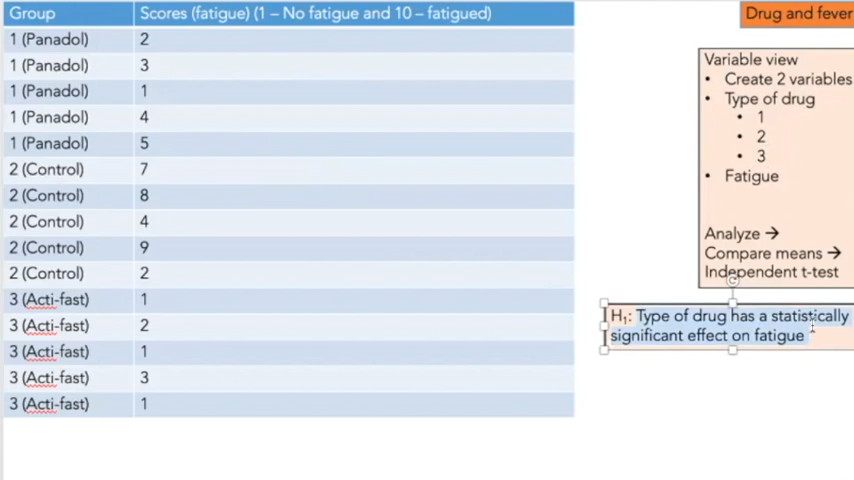 Group Scores (fatigue) (1 – No fatigue and 10 – fatigued)
1 (Panadol) 2
1 (Panadol) 3
1 (Panadol) 1
1 (Panadol) 4
1 (Panadol) 5
2 (Control) 7
2 (Control) 8
2 (Control) 4
2 (Control) 9
2 (Control) 2
3 (Acti-fast) 1
3 (Acti-fast) 2
3 (Acti-fast) 1
3 (Acti-fast) 3
3 (Acti-fast) 1
Drug and fever
Variable view
• Create 2 variables
• Type of drug
• 1
• 2
• 3
• Fatigue
Analyze →
Compare means →
Independent t-test
H₁: Type of drug has a statistically
significant effect on fatigue